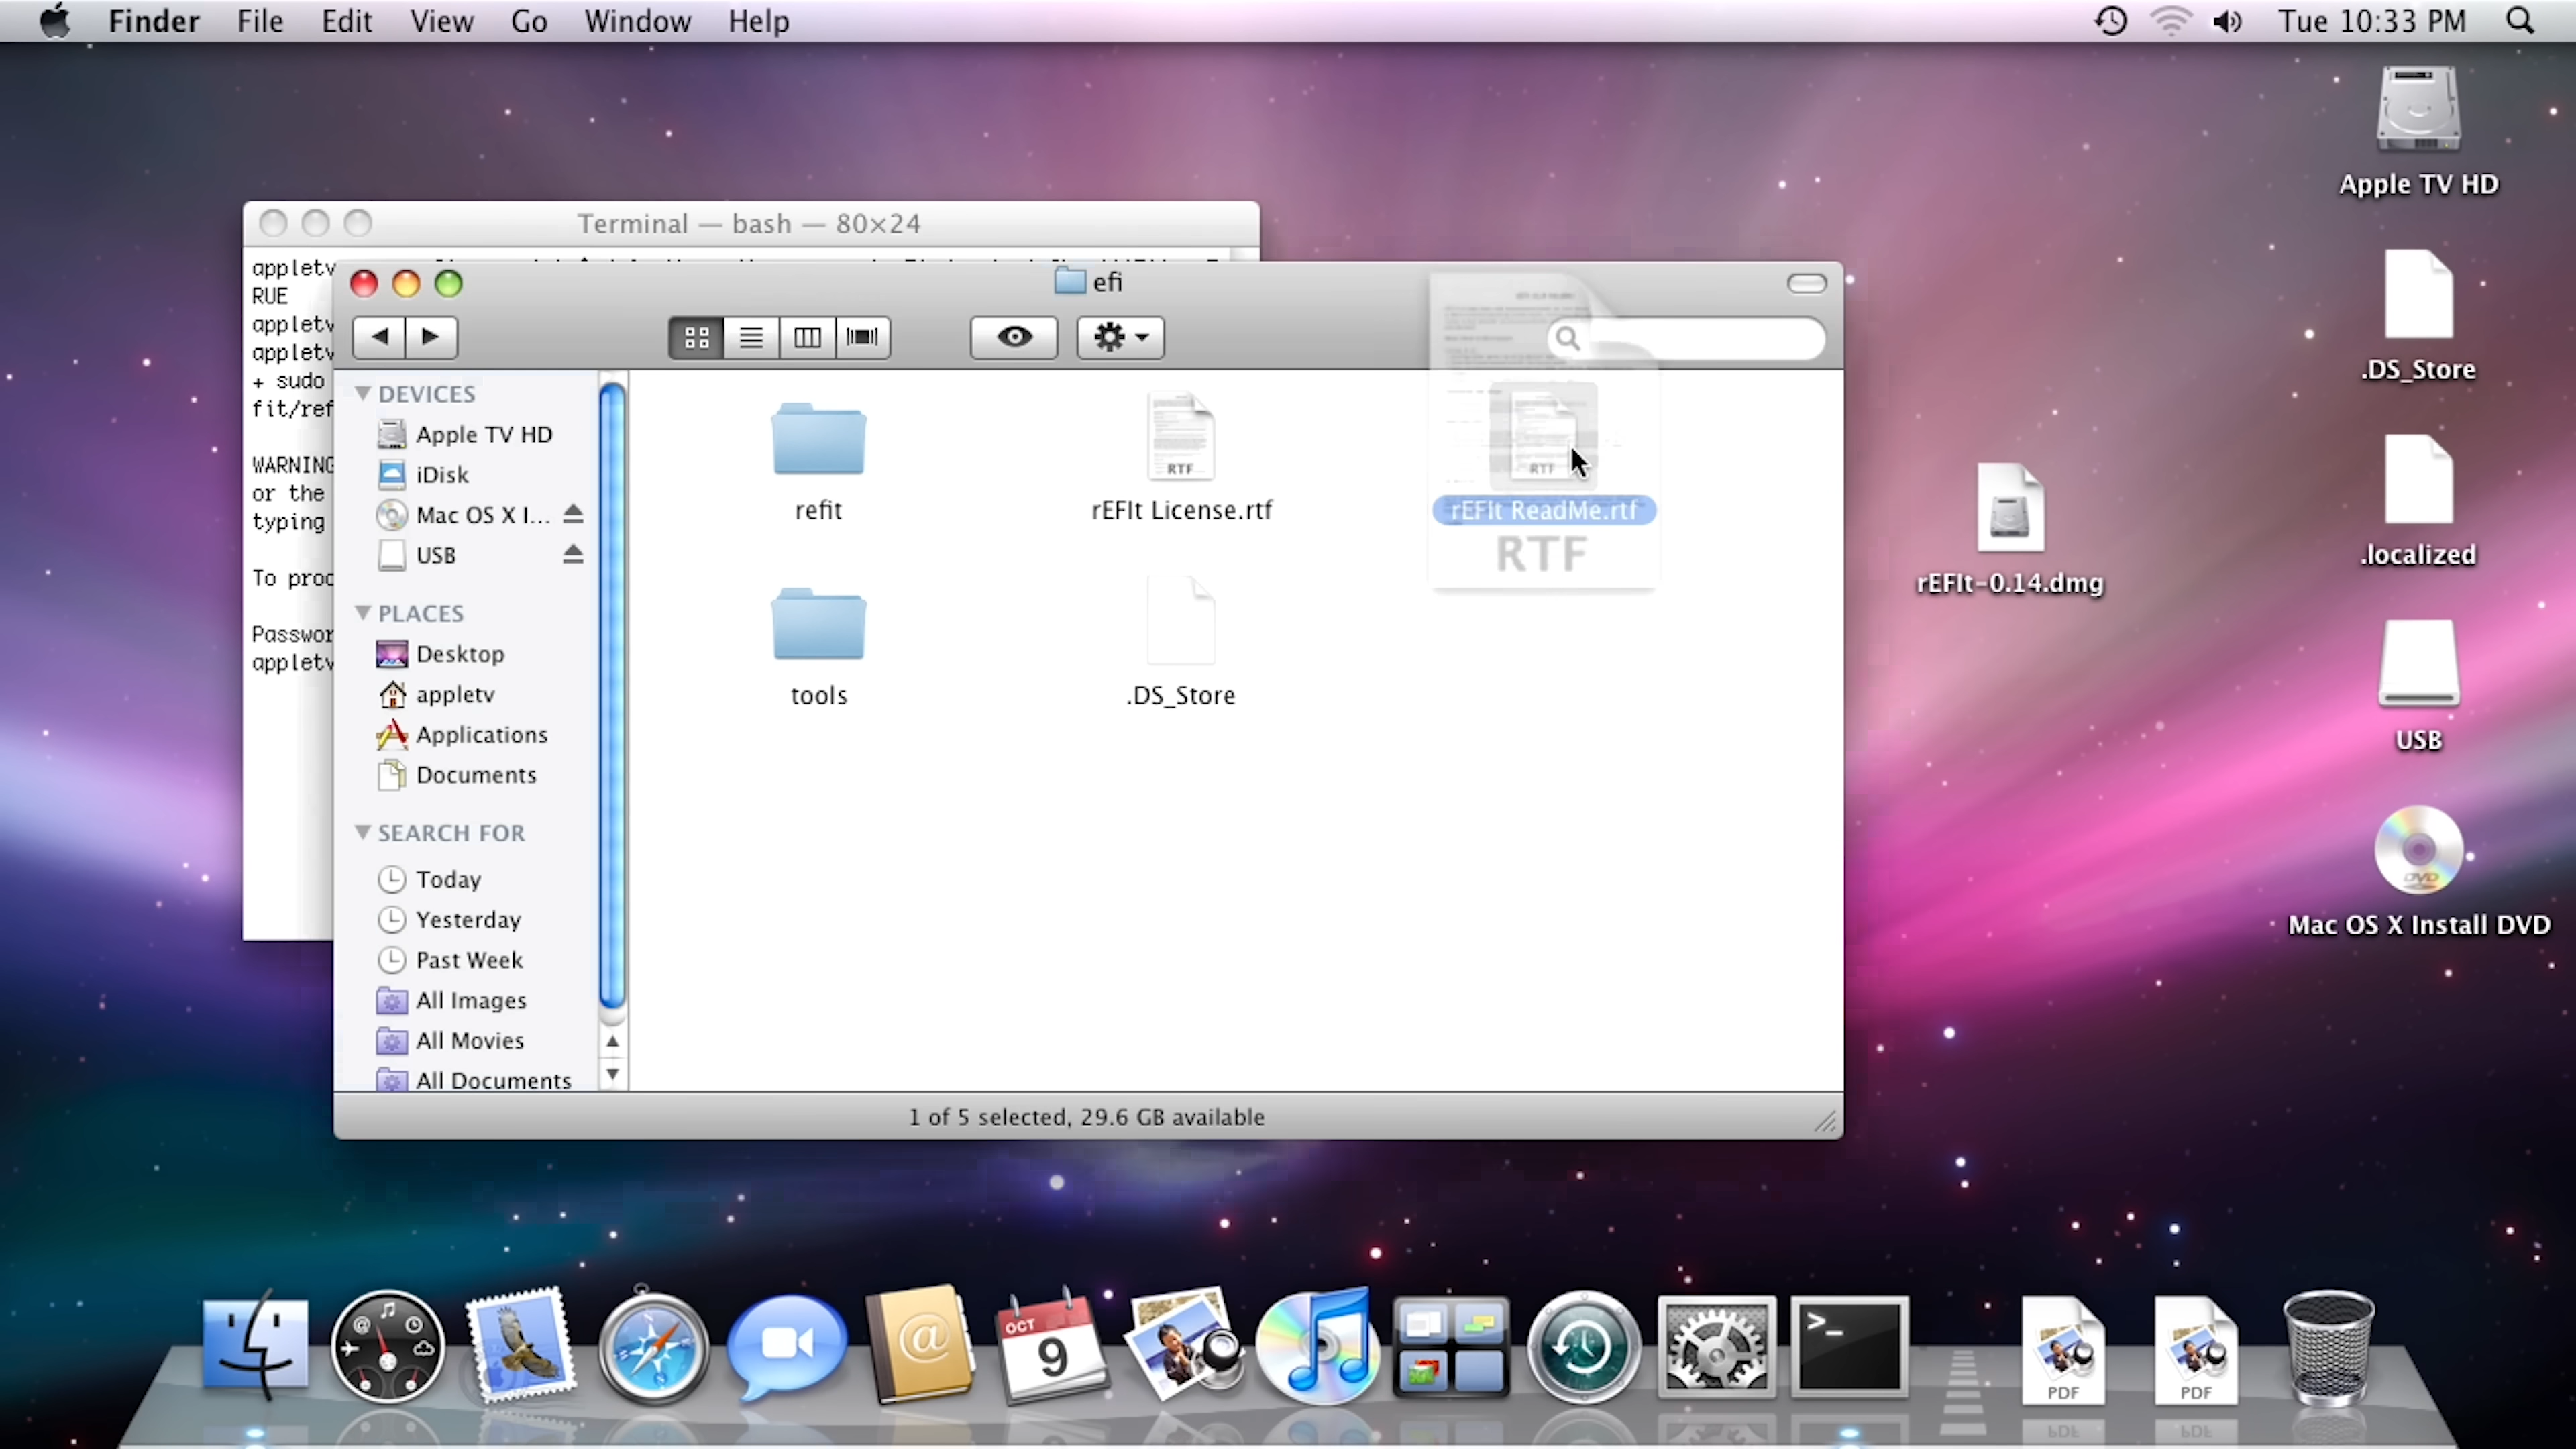 Finder File Edit View Go Window Help Tue 10:33 PM
Apple TV HD
.DS_Store
.localized
USB
Mac OS X Install DVD
rEFIt-0.14.dmg
Terminal — bash — 80×24
appletv
RUE
appletv
appletv
+ sudo
fit/ref
WARNING
or the
typing
To proc
Passwor
appletv
efi
DEVICES
Apple TV HD
iDisk
Mac OS X I...
USB
PLACES
Desktop
appletv
Applications
Documents
SEARCH FOR
Today
Yesterday
Past Week
All Images
All Movies
All Documents
refit
RTF
rEFIt License.rtf
RTF
rEFIt ReadMe.rtf
RTF
tools
.DS_Store
1 of 5 selected, 29.6 GB available
DVD
@
OCT
9
>_
PDF
PDF